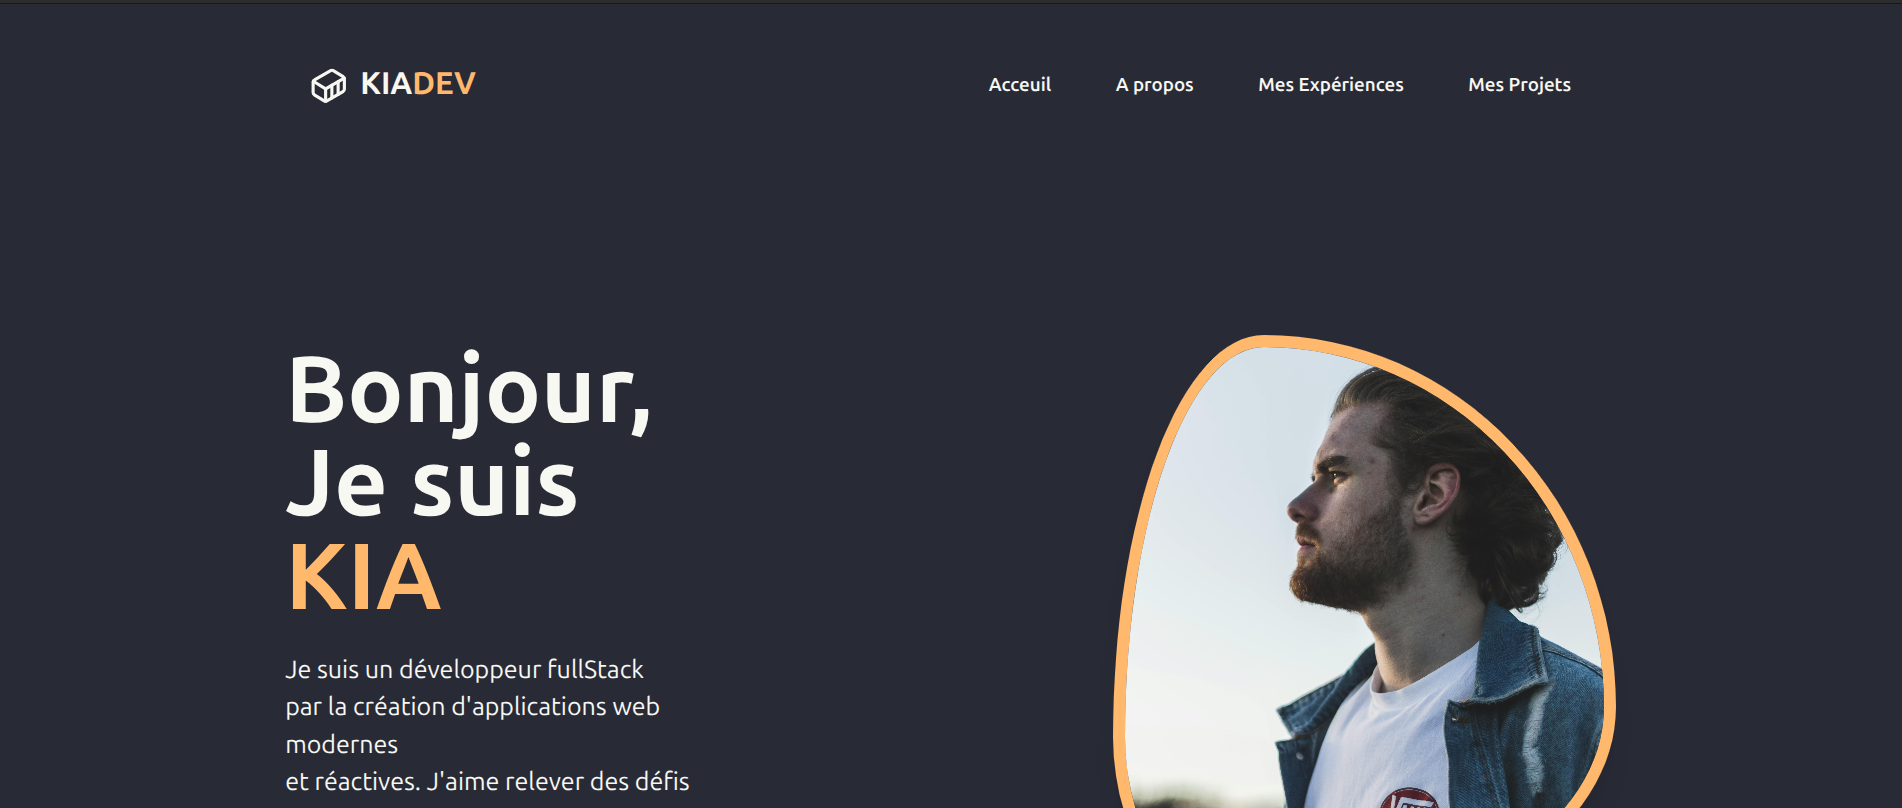 KIADEV
Acceuil
A propos
Mes Expériences
Mes Projets
Bonjour,
Je suis
KIA
Je suis un développeur fullStack
par la création d'applications web
modernes
et réactives. J'aime relever des défis